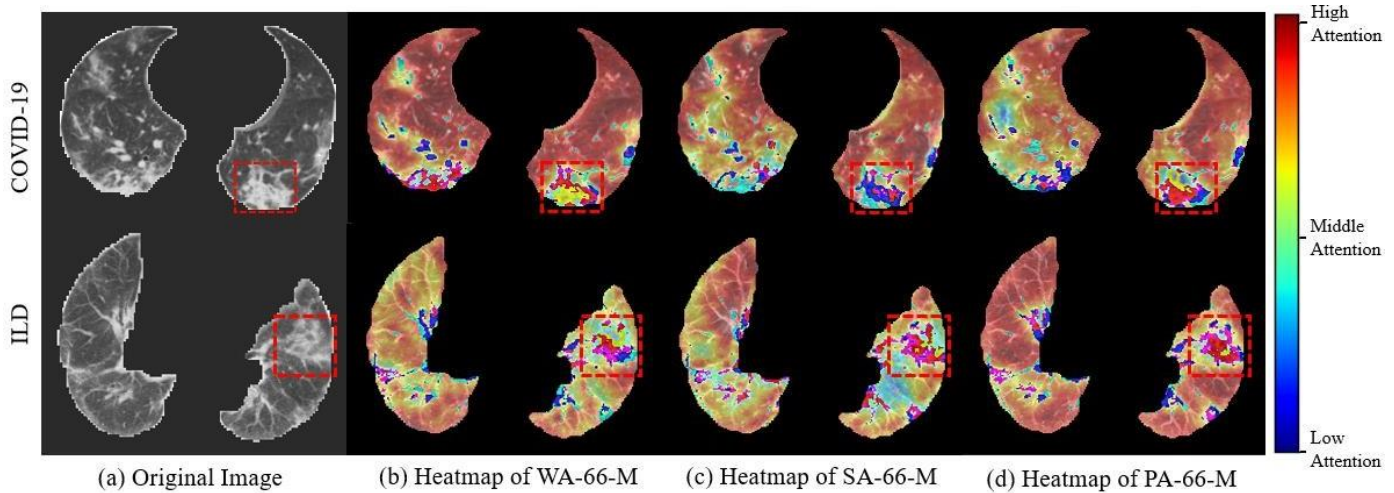 High
Attention
COVID-19
Middle
Attention
ILD
Low
Attention
(a) Original Image
(b) Heatmap of WA-66-M
(c) Heatmap of SA-66-M
(d) Heatmap of PA-66-M